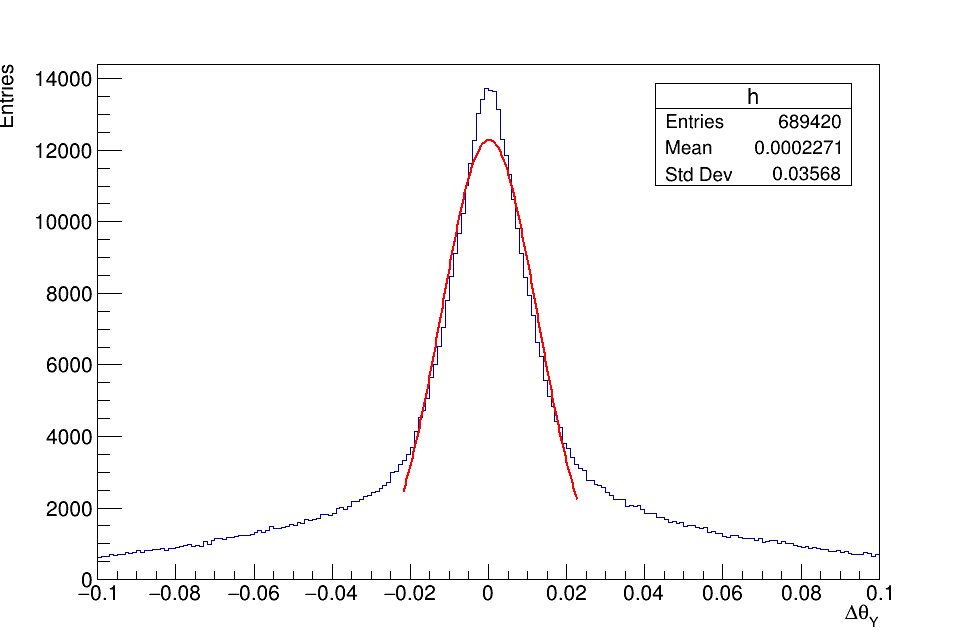 Entries
14000
12000
10000
8000
6000
4000
2000
0
h
Entries 689420
Mean 0.0002271
Std Dev 0.03568
−0.1 −0.08 −0.06 −0.04 −0.02 0 0.02 0.04 0.06 0.08 0.1
Δθ_Y